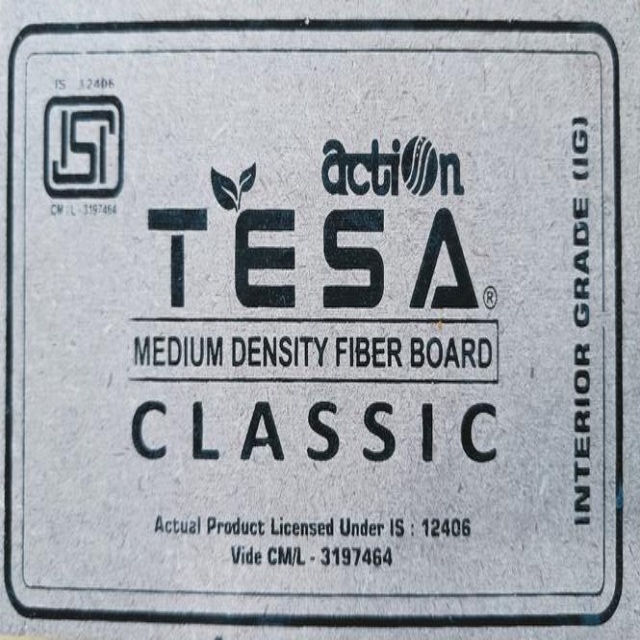 IS 12406
ISI
CM/L - 3197464
action
TESA®
MEDIUM DENSITY FIBER BOARD
CLASSIC
Actual Product Licensed Under IS : 12406
Vide CM/L - 3197464
INTERIOR GRADE (IG)